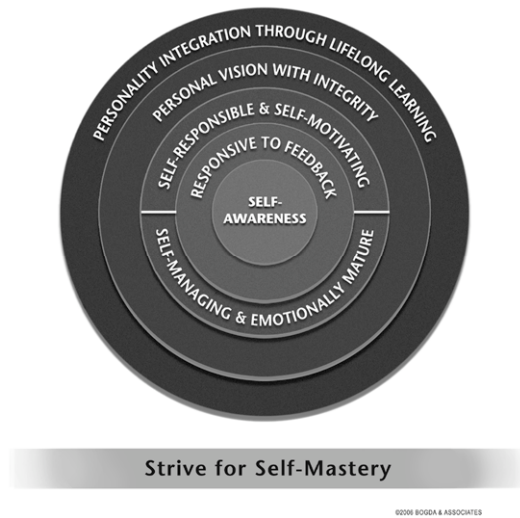 PERSONALITY INTEGRATION THROUGH LIFELONG LEARNING
PERSONAL VISION WITH INTEGRITY
SELF-RESPONSIBLE & SELF-MOTIVATING
RESPONSIVE TO FEEDBACK
SELF-
AWARENESS
SELF-MANAGING & EMOTIONALLY MATURE
Strive for Self-Mastery
©2006 BOGDA & ASSOCIATES